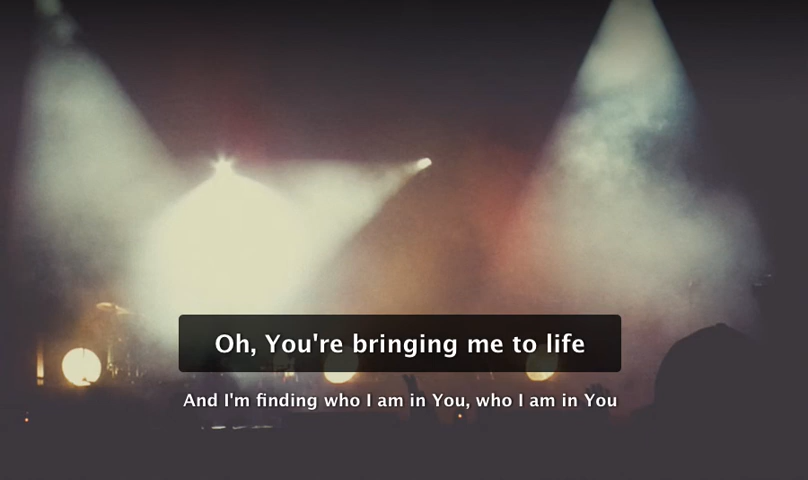 Oh, You're bringing me to life
And I'm finding who I am in You, who I am in You